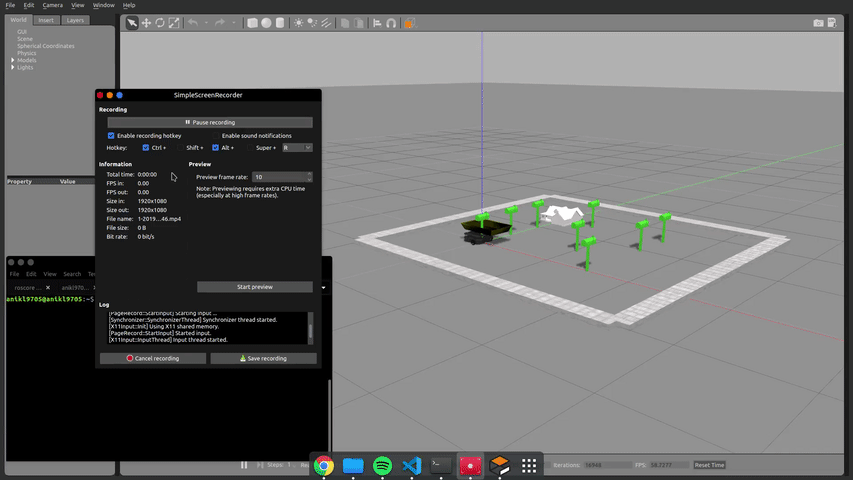 File Edit Camera View Window Help
World Insert Layers
GUI
Scene
Spherical Coordinates
Physics
Models
Lights
Property Value
SimpleScreenRecorder
Recording
Pause recording
Enable recording hotkey Enable sound notifications
Hotkey: Ctrl + Shift + Alt + Super + R
Information Preview
Total time: 0:00:00
Preview frame rate: 10
FPS in: 0.00
FPS out: 0.00
Note: Previewing requires extra CPU time
(especially at high frame rates).
Size in: 1920x1080
Size out: 1920x1080
File name: 1-2019...46.mp4
File size: 0 B
Bit rate: 0 bit/s
Start preview
Log
[PageRecord::StartInput] Starting input ...
[Synchronizer::SynchronizerThread] Synchronizer thread started.
[X11Input::Init] Using X11 shared memory.
[PageRecord::StartInput] Started input.
[X11Input::InputThread] Input thread started.
Cancel recording Save recording
File Edit View Search
roscore ... anikl970...
anikl9705@anikl9705:~$
Steps: 1 Iterations: 16945 FPS: Reset Time